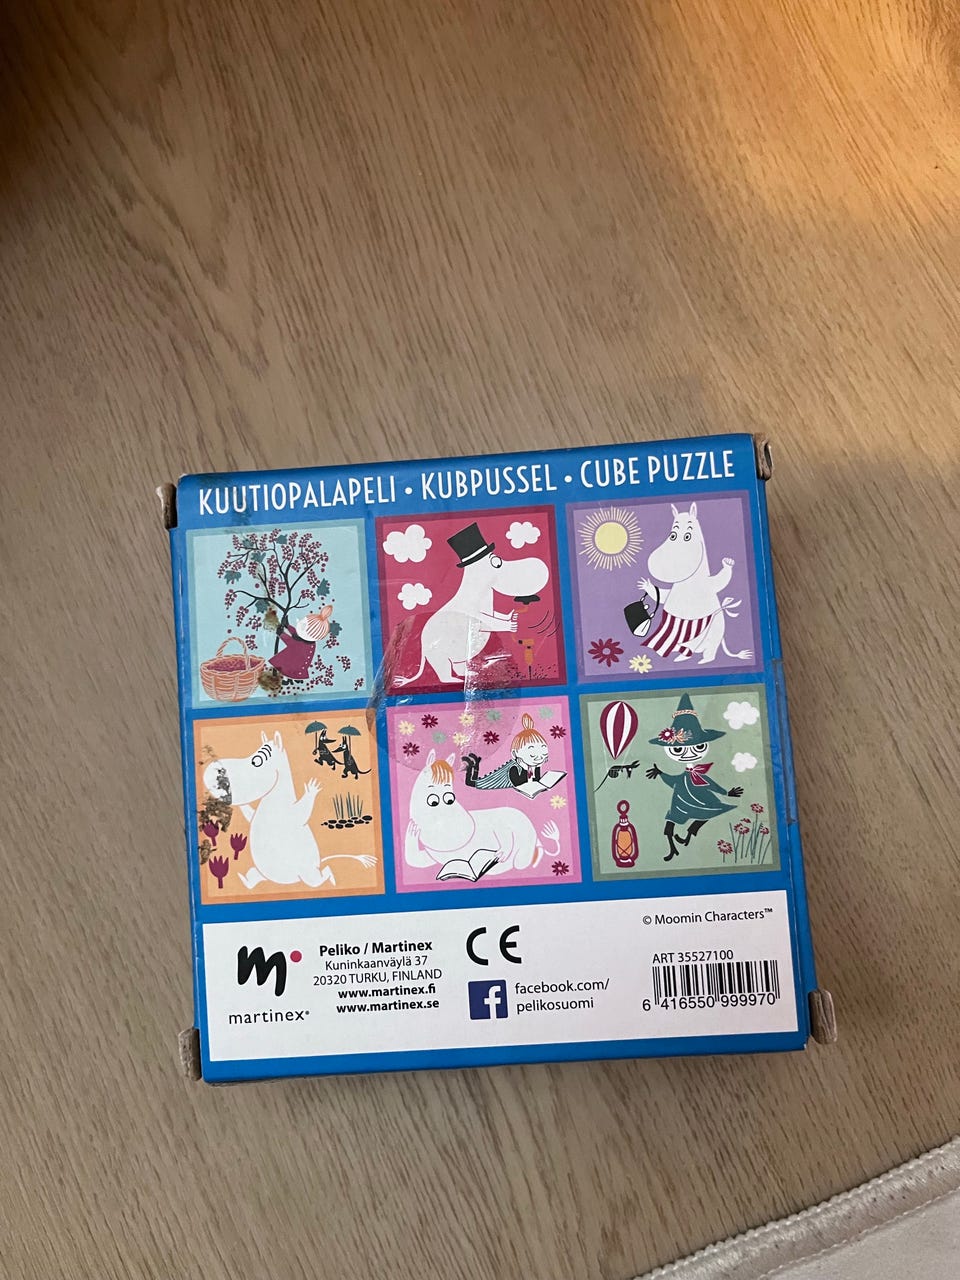 KUUTIOPALAPELI • KUBPUSSEL • CUBE PUZZLE
© Moomin Characters™
m
martinex®
Peliko / Martinex
Kuninkaanväylä 37
20320 TURKU, FINLAND
www.martinex.fi
www.martinex.se
CE
f
facebook.com/
pelikosuomi
ART 35527100
6 416550 999970